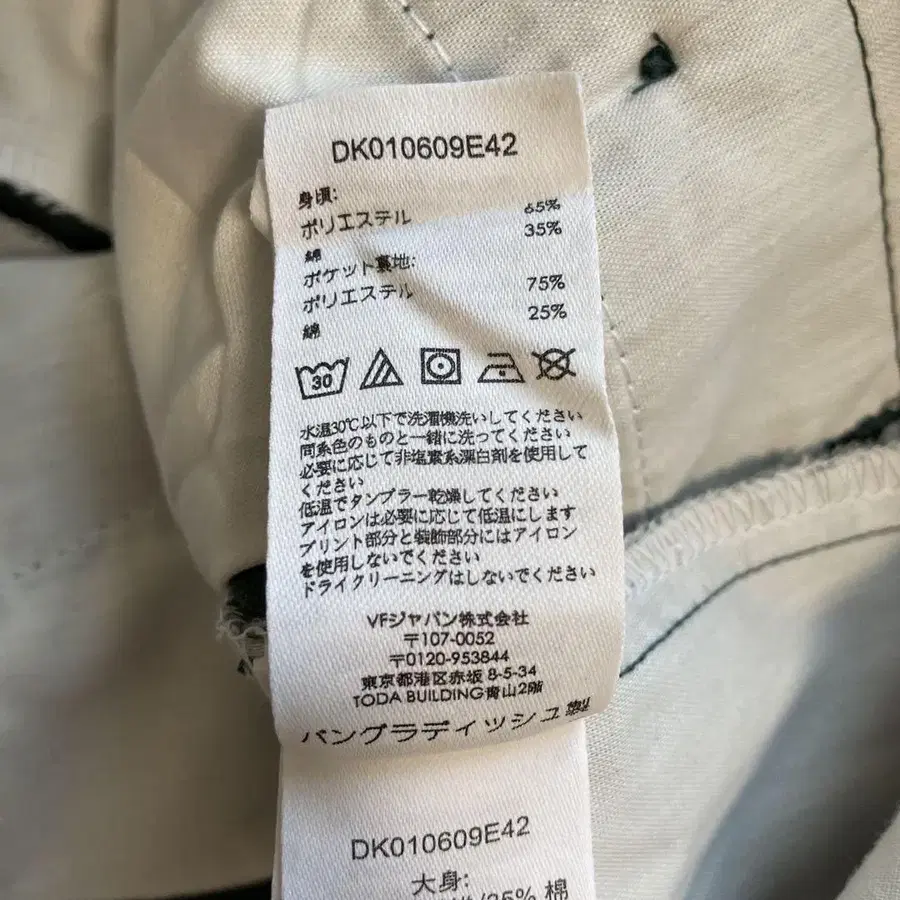 DK010609E42
身頃:
ポリエステル 65%
綿 35%
ポケット裏地:
ポリエステル 75%
綿 25%
30
水温30℃以下で洗濯機洗いしてください
同系色のものと一緒に洗ってください
必要に応じて非塩素系漂白剤を使用して
ください
低温でタンブラー乾燥してください
アイロンは必要に応じて低温にします
プリント部分と装飾部分にはアイロン
を使用しないでください
ドライクリーニングはしないでください
VFジャパン株式会社
〒107-0052
〒0120-953844
東京都港区赤坂 8-5-34
TODA BUILDING青山2階
バングラディッシュ製
DK010609E42
大身:
/35% 棉